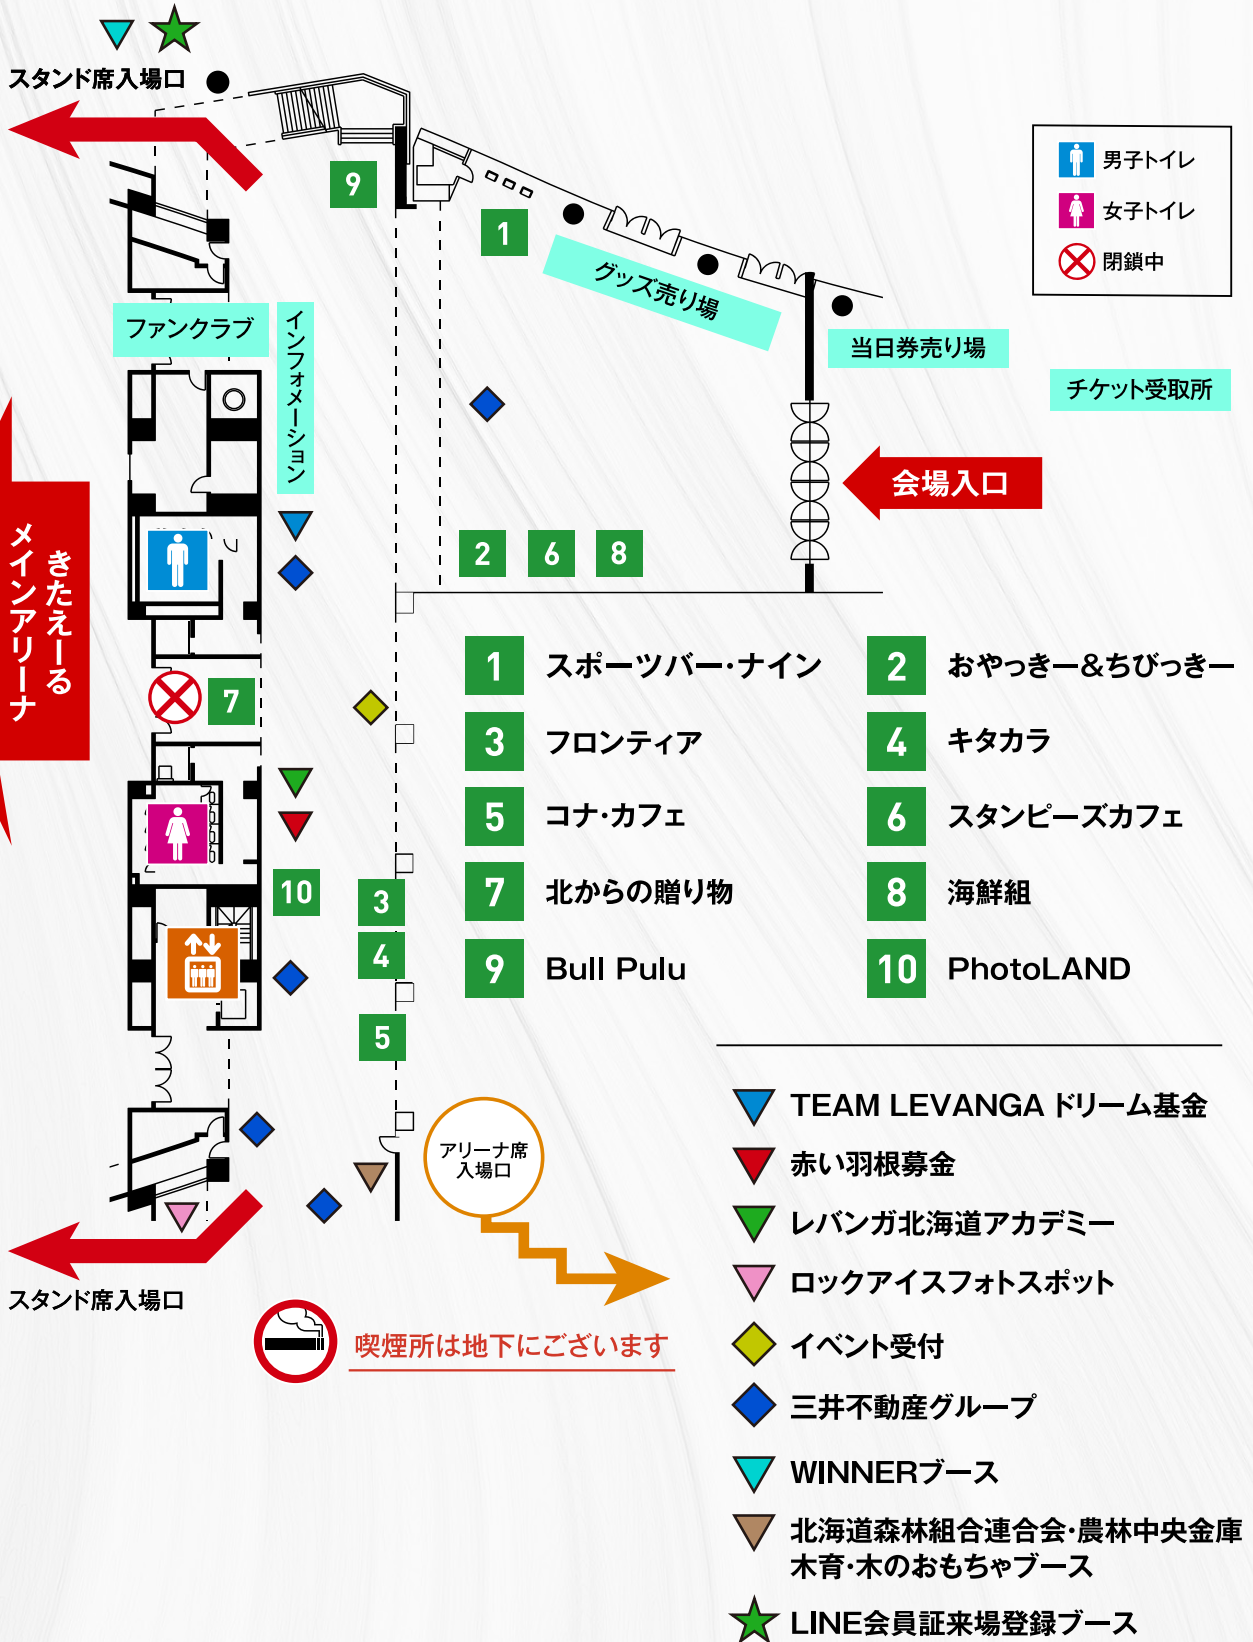 スタンド席入場口
男子トイレ
女子トイレ
閉鎖中
9
1
グッズ売り場
ファンクラブ
インフォメーション
当日券売り場
チケット受取所
会場入口
きたえーる
メインアリーナ
2
6
8
7
10
3
4
5
1 スポーツバー・ナイン
2 おやっきー&ちびっきー
3 フロンティア
4 キタカラ
5 コナ・カフェ
6 スタンピーズカフェ
7 北からの贈り物
8 海鮮組
9 Bull Pulu
10 PhotoLAND
アリーナ席
入場口
スタンド席入場口
喫煙所は地下にございます
TEAM LEVANGA ドリーム基金
赤い羽根募金
レバンガ北海道アカデミー
ロックアイスフォトスポット
イベント受付
三井不動産グループ
WINNERブース
北海道森林組合連合会・農林中央金庫
木育・木のおもちゃブース
LINE会員証来場登録ブース